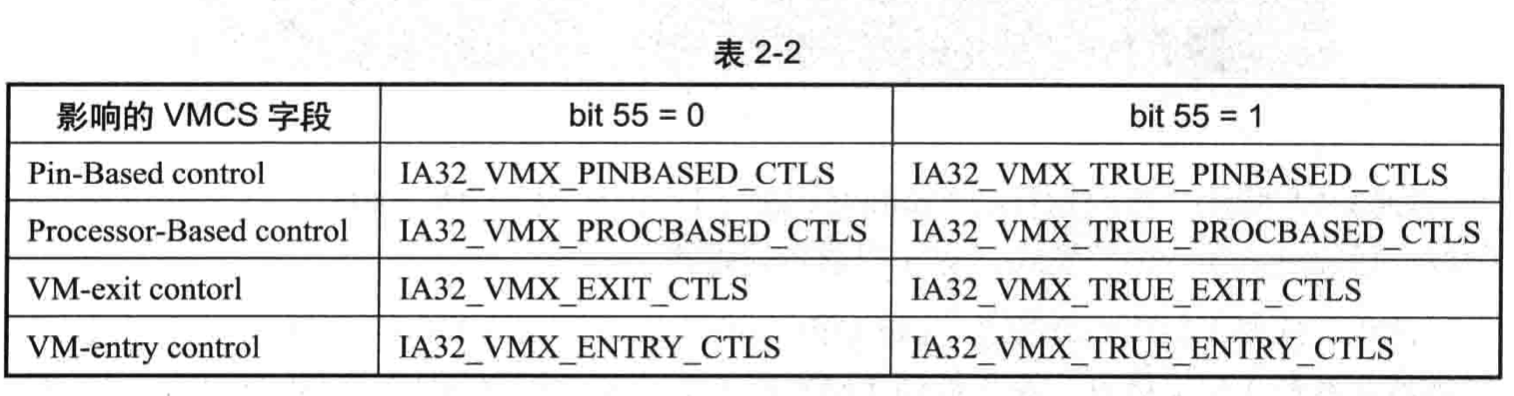 表 2-2
影响的 VMCS 字段 bit 55 = 0 bit 55 = 1
Pin-Based control IA32_VMX_PINBASED_CTLS IA32_VMX_TRUE_PINBASED_CTLS
Processor-Based control IA32_VMX_PROCBASED_CTLS IA32_VMX_TRUE_PROCBASED_CTLS
VM-exit contorl IA32_VMX_EXIT_CTLS IA32_VMX_TRUE_EXIT_CTLS
VM-entry control IA32_VMX_ENTRY_CTLS IA32_VMX_TRUE_ENTRY_CTLS